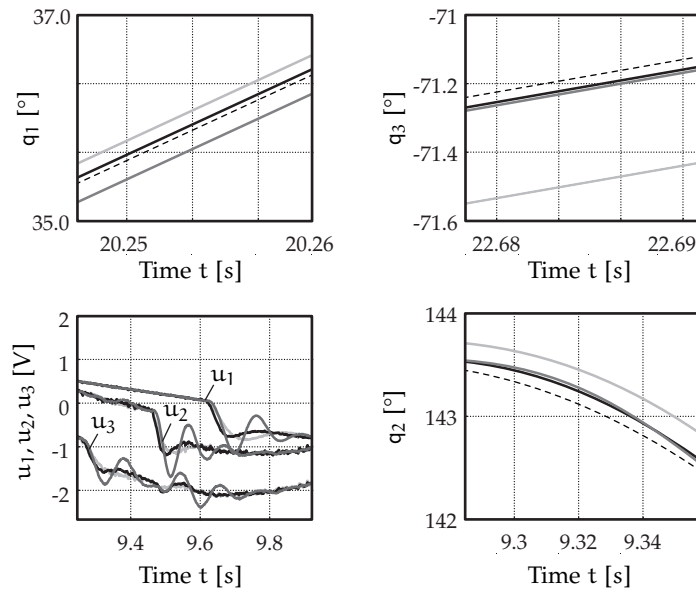 37.0
35.0
q1 [°]
20.25
20.26
Time t [s]
-71
-71.2
-71.4
-71.6
q3 [°]
22.68
22.69
Time t [s]
2
1
0
-1
-2
u1, u2, u3 [V]
u1
u2
u3
9.4
9.6
9.8
Time t [s]
144
143
142
q2 [°]
9.3
9.32
9.34
Time t [s]